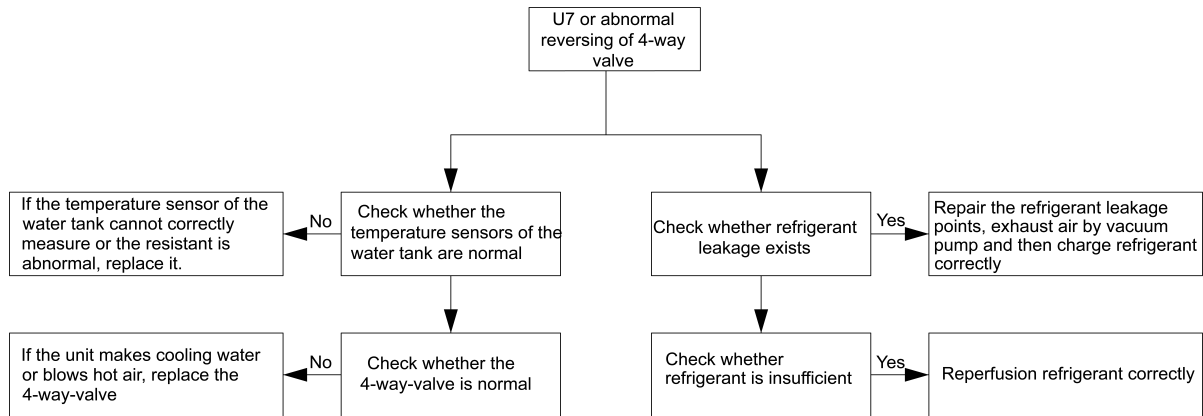 U7 or abnormal
reversing of 4-way
valve
If the temperature sensor of the
water tank cannot correctly
measure or the resistant is
abnormal, replace it.
No
Check whether the
temperature sensors of the
water tank are normal
Check whether refrigerant
leakage exists
Yes
Repair the refrigerant leakage
points, exhaust air by vacuum
pump and then charge refrigerant
correctly
If the unit makes cooling water
or blows hot air, replace the
4-way-valve
No
Check whether the
4-way-valve is normal
Check whether
refrigerant is insufficient
Yes
Reperfusion refrigerant correctly